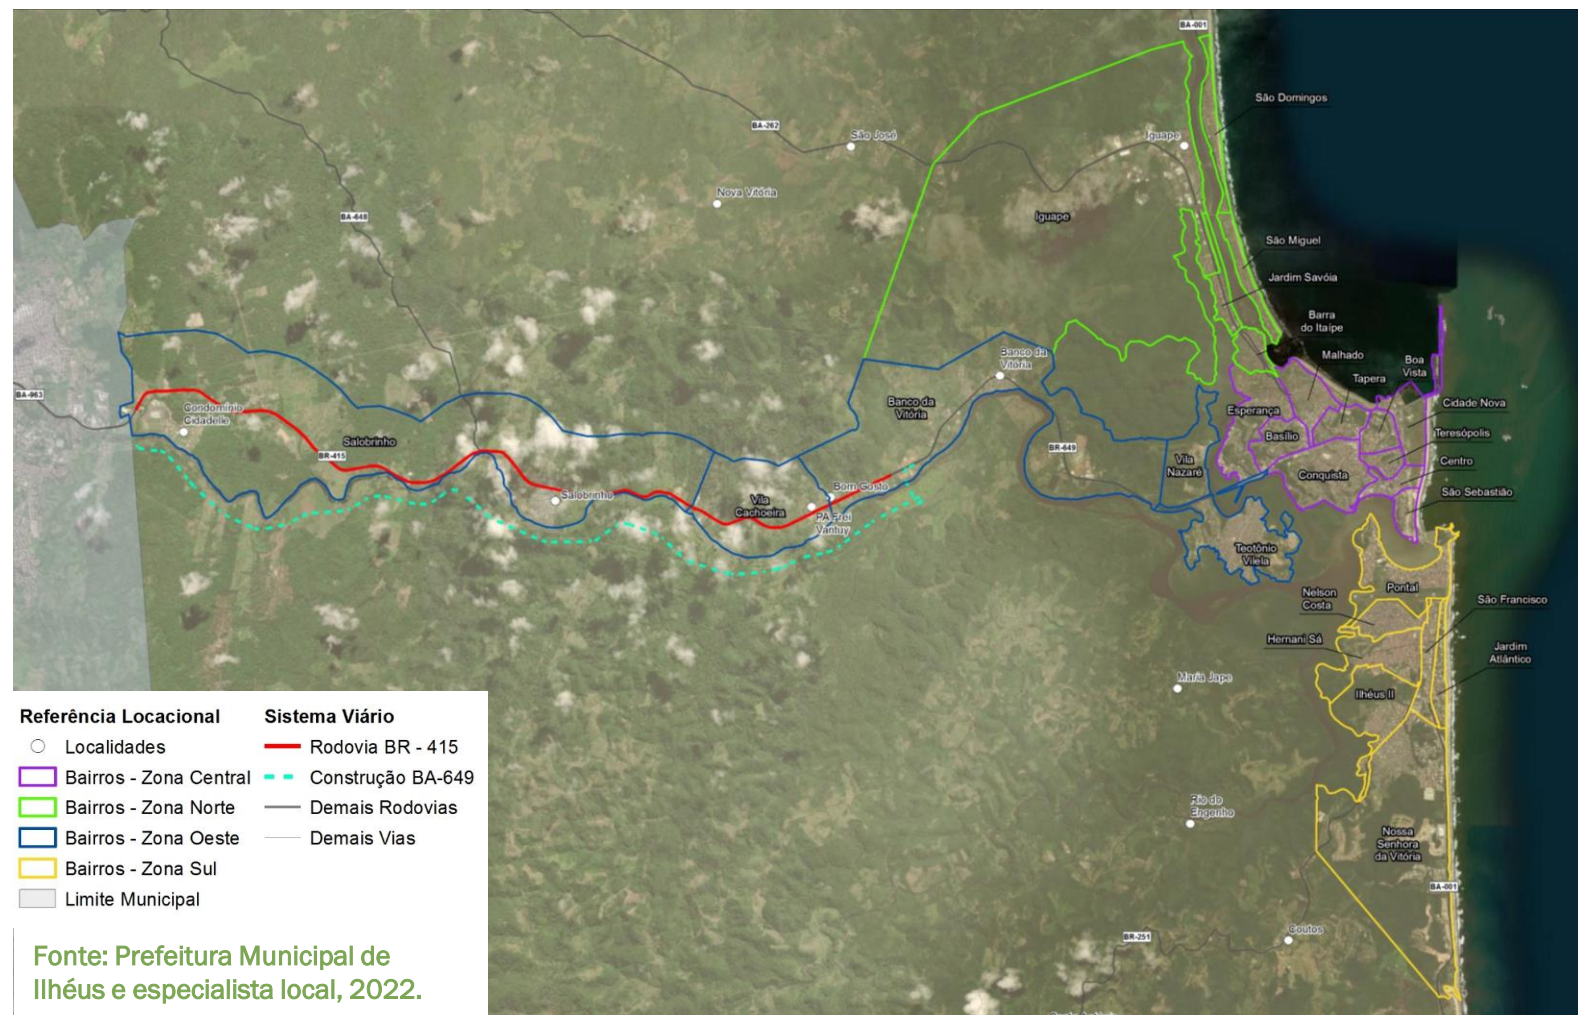 BA-001
São Domingos
BA-262
São José
Iguape
Nova Vitória
BA-648
Iguape
São Miguel
Jardim Savóia
Barra
do Itaípe
Malhado
Boa
Vista
Tapera
Banco da
Vitória
BA-963
Condomínio
Cidadelle
Banco da
Vitória
Esperança
Cidade Nova
Salobrinho
Basílio
Teresópolis
BR-415
BR-649
Vila
Nazaré
Centro
Conquista
Bom Gosto
Salobrinho
São Sebastião
Vila
Cachoeira
PA Frei
Vantuy
Teotônio
Vilela
Pontal
Nelson
Costa
São Francisco
Hernani Sá
Jardim
Atlântico
Maria Jape
Ilhéus II
Rio do
Engenho
Nossa
Senhora
da Vitória
BA-001
BR-251
Coutos
Referência Locacional
Localidades
Bairros - Zona Central
Bairros - Zona Norte
Bairros - Zona Oeste
Bairros - Zona Sul
Limite Municipal
Sistema Viário
Rodovia BR - 415
Construção BA-649
Demais Rodovias
Demais Vias
Fonte: Prefeitura Municipal de
Ilhéus e especialista local, 2022.